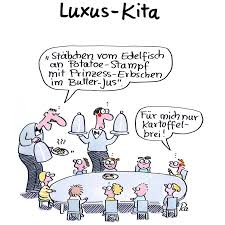 Luxus-Kita
„Stäbchen vom Edelfisch
an Potatoe-Stampf
mit Prinzess-Erbschen
im Butter-Jus"
Für mich nur
Kartoffel-
brei!
???